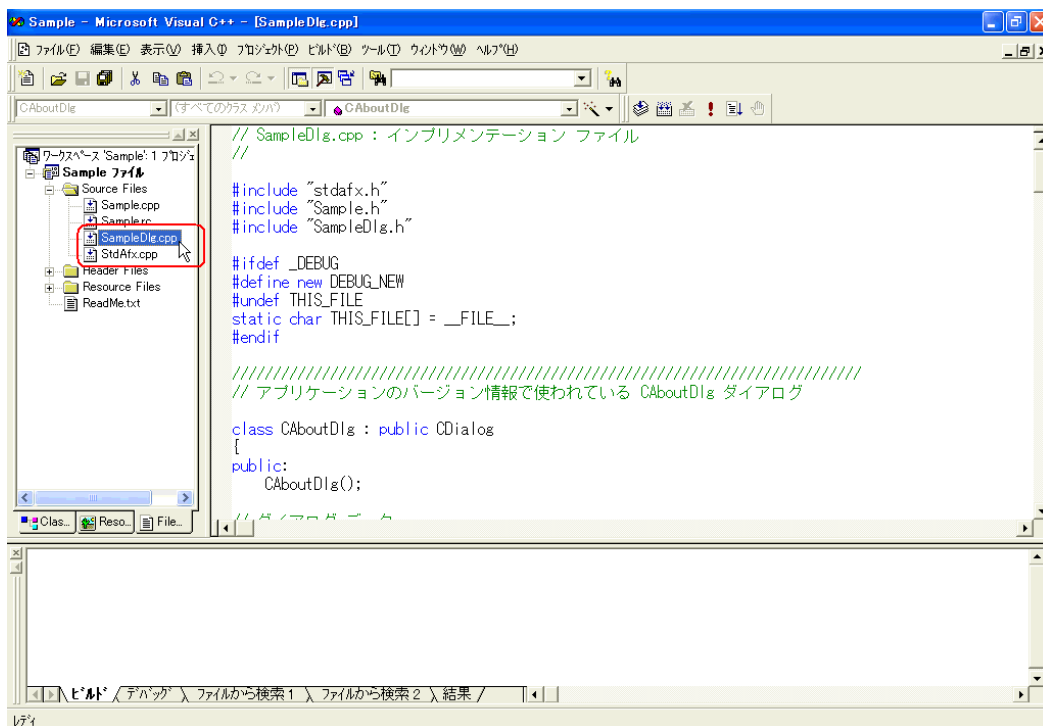 Sample - Microsoft Visual C++ - [SampleDlg.cpp]
ファイル(F) 編集(E) 表示(V) 挿入(I) プロジェクト(P) ビルド(B) ツール(T) ウィンドウ(W) ヘルプ(H)
CAboutDlg (すべてのクラス メンバ) CAboutDlg
ワークスペース 'Sample': 1 プロジェ
Sample ファイル
Source Files
Sample.cpp
Sample.rc
SampleDlg.cpp
StdAfx.cpp
Header Files
Resource Files
ReadMe.txt
Clas... Reso... File...
// SampleDlg.cpp : インプリメンテーション ファイル
//
#include "stdafx.h"
#include "Sample.h"
#include "SampleDlg.h"
#ifdef _DEBUG
#define new DEBUG_NEW
#undef THIS_FILE
static char THIS_FILE[] = __FILE__;
#endif
/////////////////////////////////////////////////////////////////////////////
// アプリケーションのバージョン情報で使われている CAboutDlg ダイアログ
class CAboutDlg : public CDialog
{
public:
CAboutDlg();
// ダイアログ データ
ビルド デバッグ ファイルから検索 1 ファイルから検索 2 結果
レディ